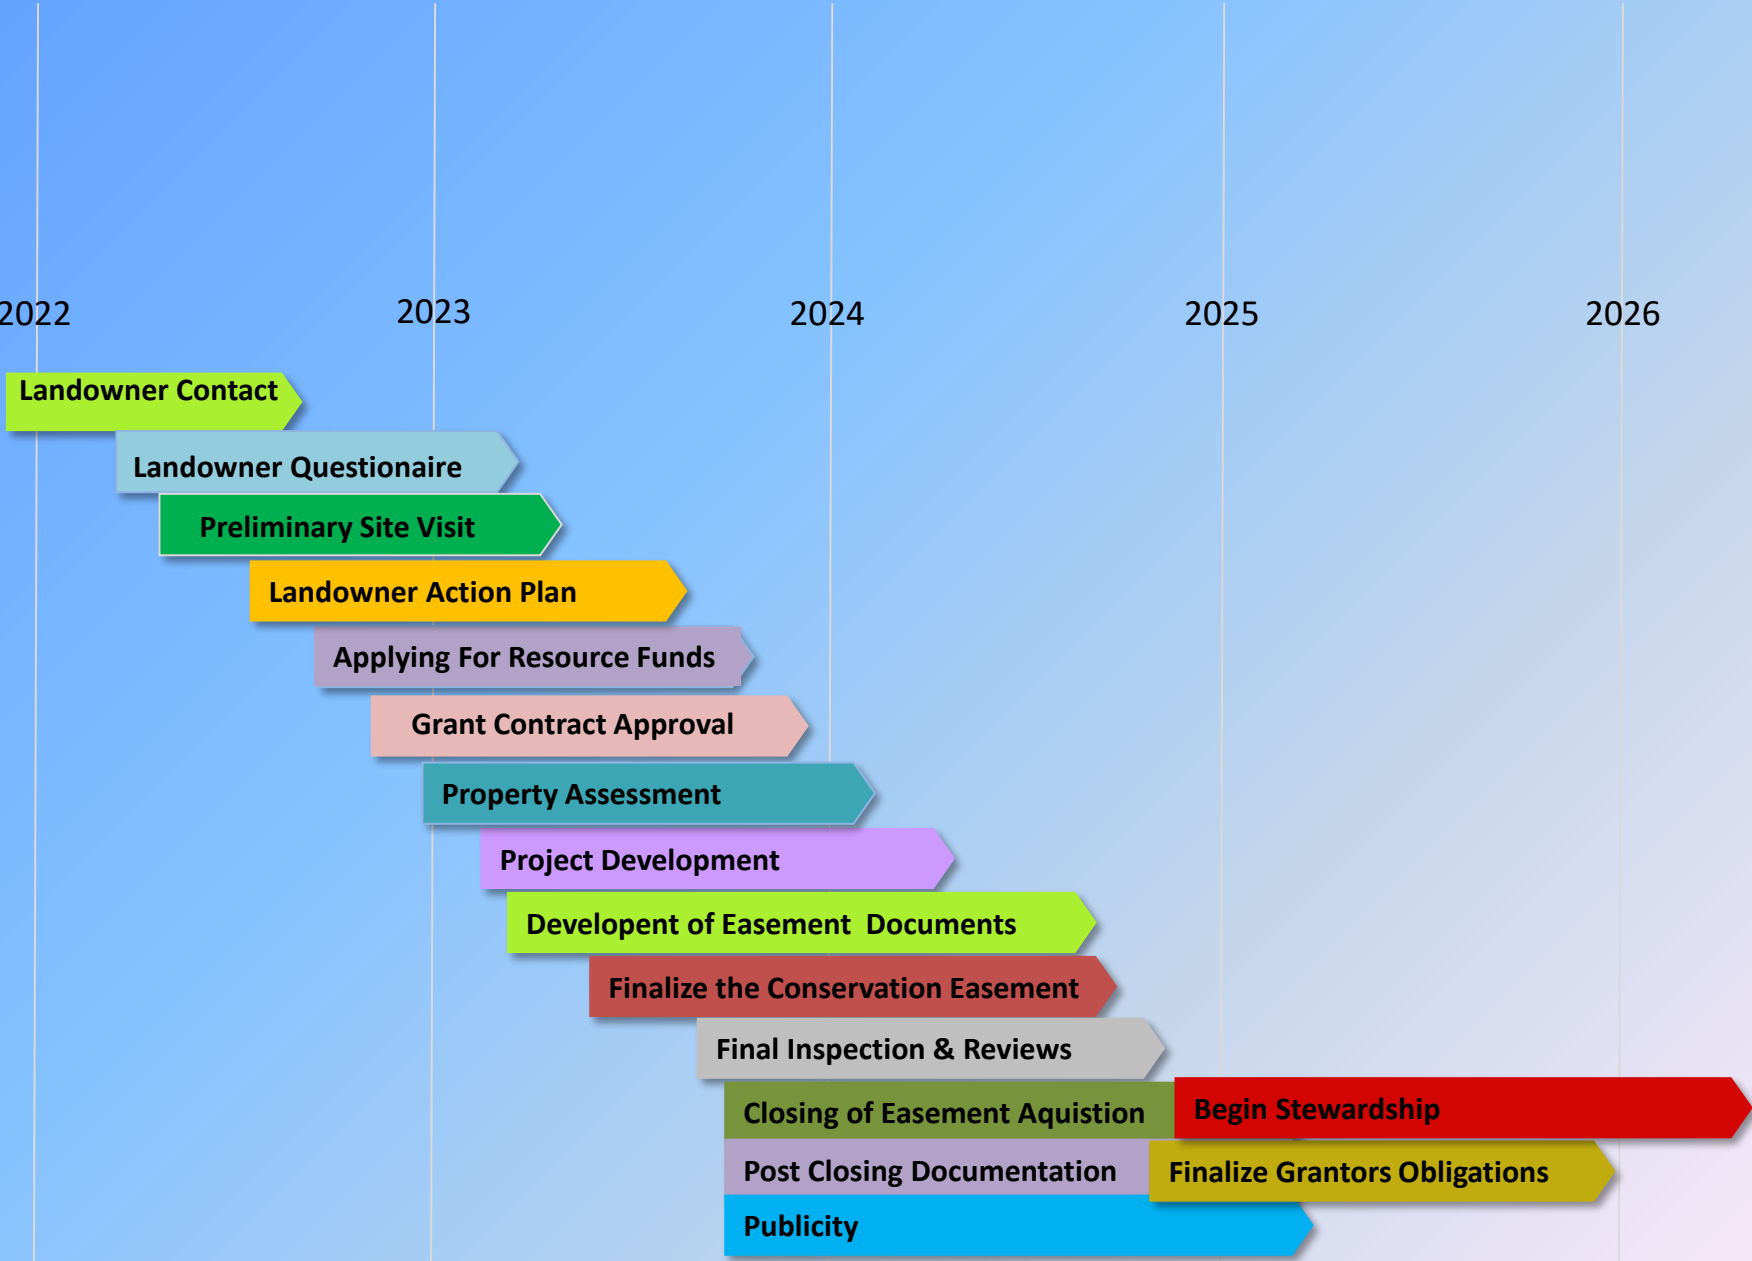 2022
2023
2024
2025
2026
Landowner Contact
Landowner Questionaire
Preliminary Site Visit
Landowner Action Plan
Applying For Resource Funds
Grant Contract Approval
Property Assessment
Project Development
Developent of Easement  Documents
Finalize the Conservation Easement
Final Inspection & Reviews
Closing of Easement Aquistion
Begin Stewardship
Post Closing Documentation
Finalize Grantors Obligations
Publicity